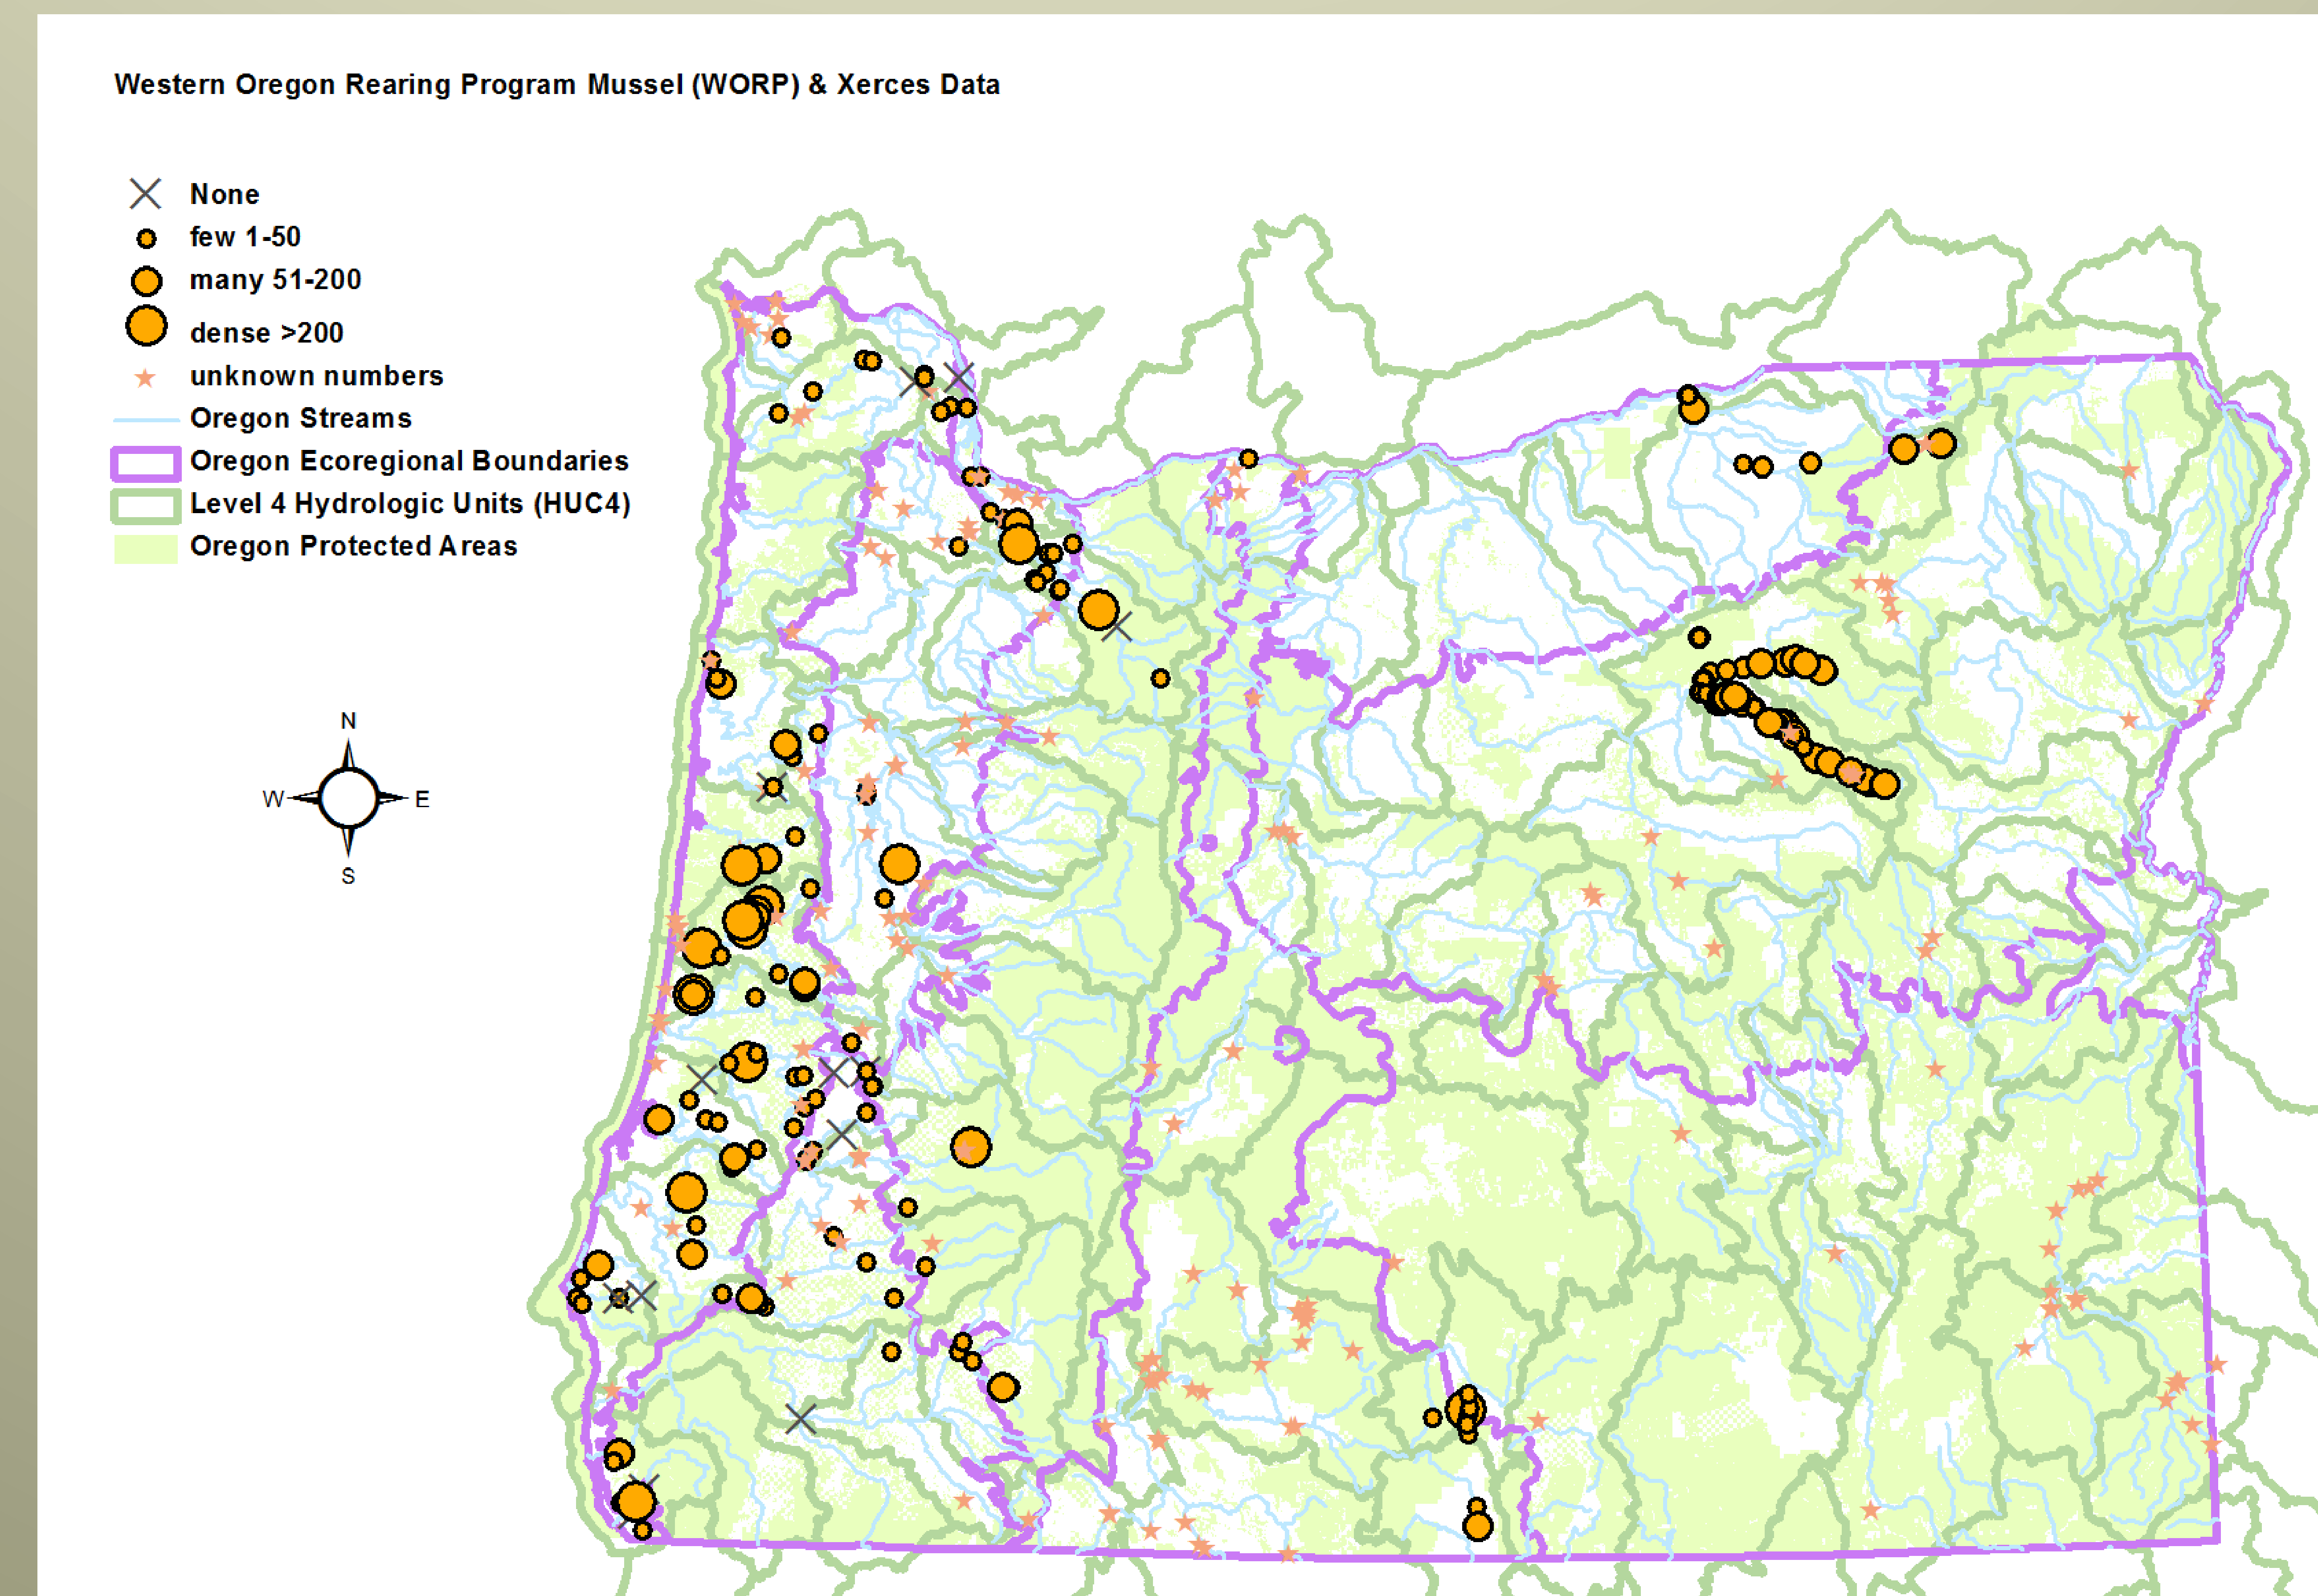 Western Oregon Rearing Program Mussel (WORP) & Xerces Data
None
few 1-50
many 51-200
dense >200
unknown numbers
Oregon Streams
Oregon Ecoregional Boundaries
Level 4 Hydrologic Units (HUC4)
Oregon Protected Areas
N
W E
S